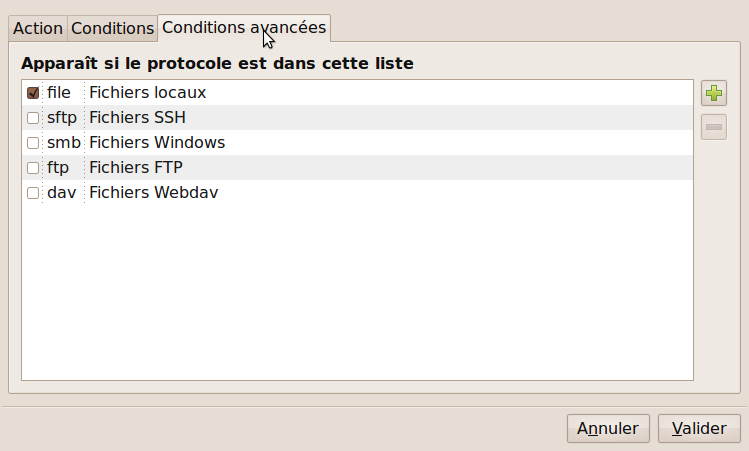 Action Conditions Conditions avancées
Apparaît si le protocole est dans cette liste
file Fichiers locaux
sftp Fichiers SSH
smb Fichiers Windows
ftp Fichiers FTP
dav Fichiers Webdav
Annuler Valider